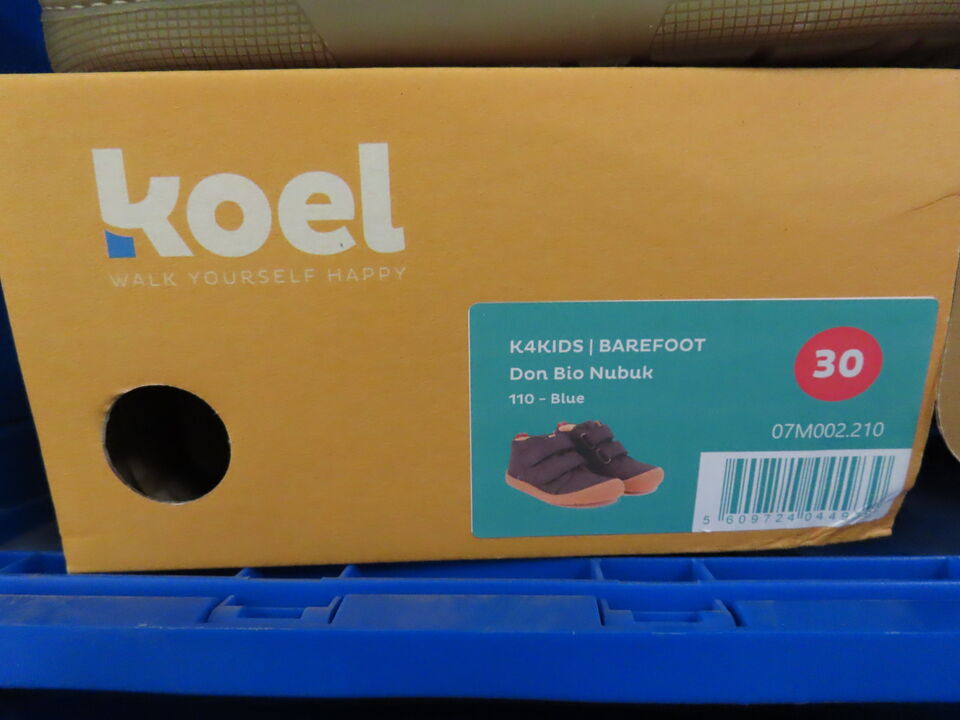 koel
WALK YOURSELF HAPPY
K4KIDS | BAREFOOT
Don Bio Nubuk
110 - Blue
30
07M002.210